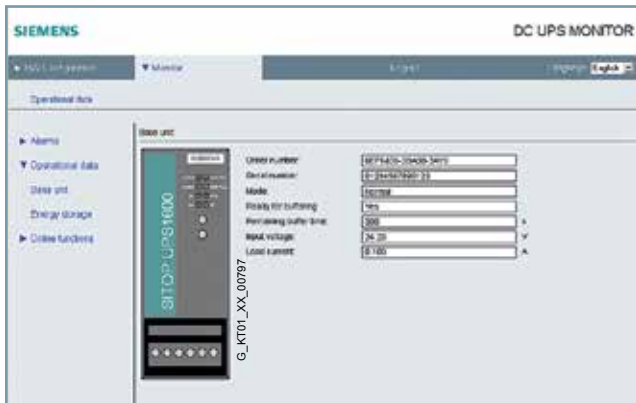 SIEMENS
DC UPS MONITOR
Monitor
English
Operational data
Alarms
Operational data
Base unit
Energy storage
Online functions
Base unit
SIEMENS
SITOP UPS1600
Order number
Serial number
Mode Normal
Ready for buffering Yes
Remaining buffer time s
Input voltage V
Load current A
G_KT01_XX_00797